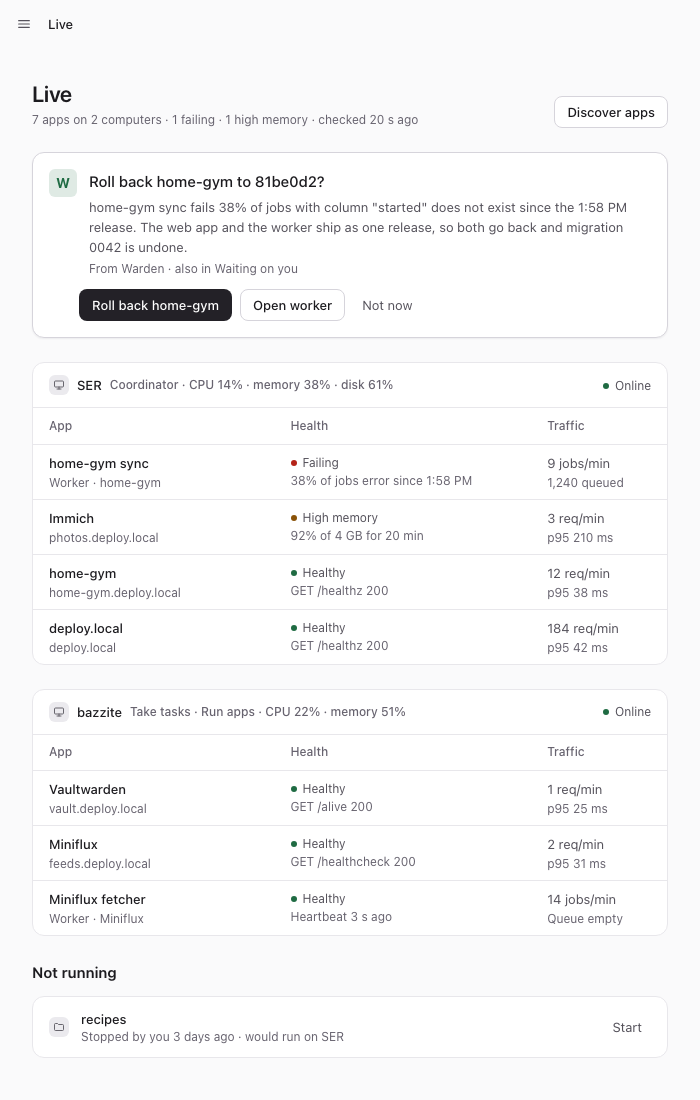 Live
Live
7 apps on 2 computers · 1 failing · 1 high memory · checked 20 s ago
Discover apps
W
Roll back home-gym to 81be0d2?
home-gym sync fails 38% of jobs with column "started" does not exist since the 1:58 PM
release. The web app and the worker ship as one release, so both go back and migration
0042 is undone.
From Warden · also in Waiting on you
Roll back home-gym
Open worker
Not now
SER Coordinator · CPU 14% · memory 38% · disk 61%
Online
App Health Traffic
home-gym sync Failing 9 jobs/min
Worker · home-gym 38% of jobs error since 1:58 PM 1,240 queued
Immich High memory 3 req/min
photos.deploy.local 92% of 4 GB for 20 min p95 210 ms
home-gym Healthy 12 req/min
home-gym.deploy.local GET /healthz 200 p95 38 ms
deploy.local Healthy 184 req/min
deploy.local GET /healthz 200 p95 42 ms
bazzite Take tasks · Run apps · CPU 22% · memory 51%
Online
App Health Traffic
Vaultwarden Healthy 1 req/min
vault.deploy.local GET /alive 200 p95 25 ms
Miniflux Healthy 2 req/min
feeds.deploy.local GET /healthcheck 200 p95 31 ms
Miniflux fetcher Healthy 14 jobs/min
Worker · Miniflux Heartbeat 3 s ago Queue empty
Not running
recipes
Stopped by you 3 days ago · would run on SER
Start